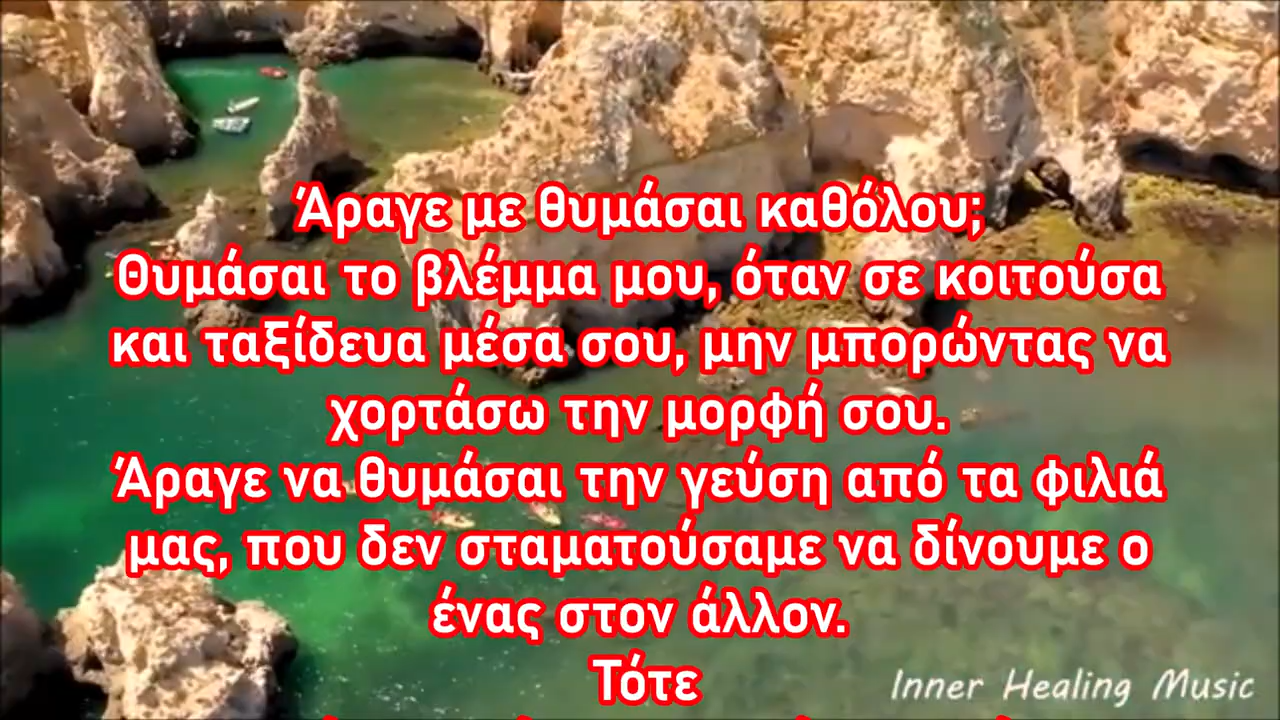 Άραγε με θυμάσαι καθόλου;
Θυμάσαι το βλέμμα μου, όταν σε κοιτούσα
και ταξίδευα μέσα σου, μην μπορώντας να
χορτάσω την μορφή σου.
Άραγε να θυμάσαι την γεύση από τα φιλιά
μας, που δεν σταματούσαμε να δίνουμε ο
ένας στον άλλον.
Τότε
Inner Healing Music